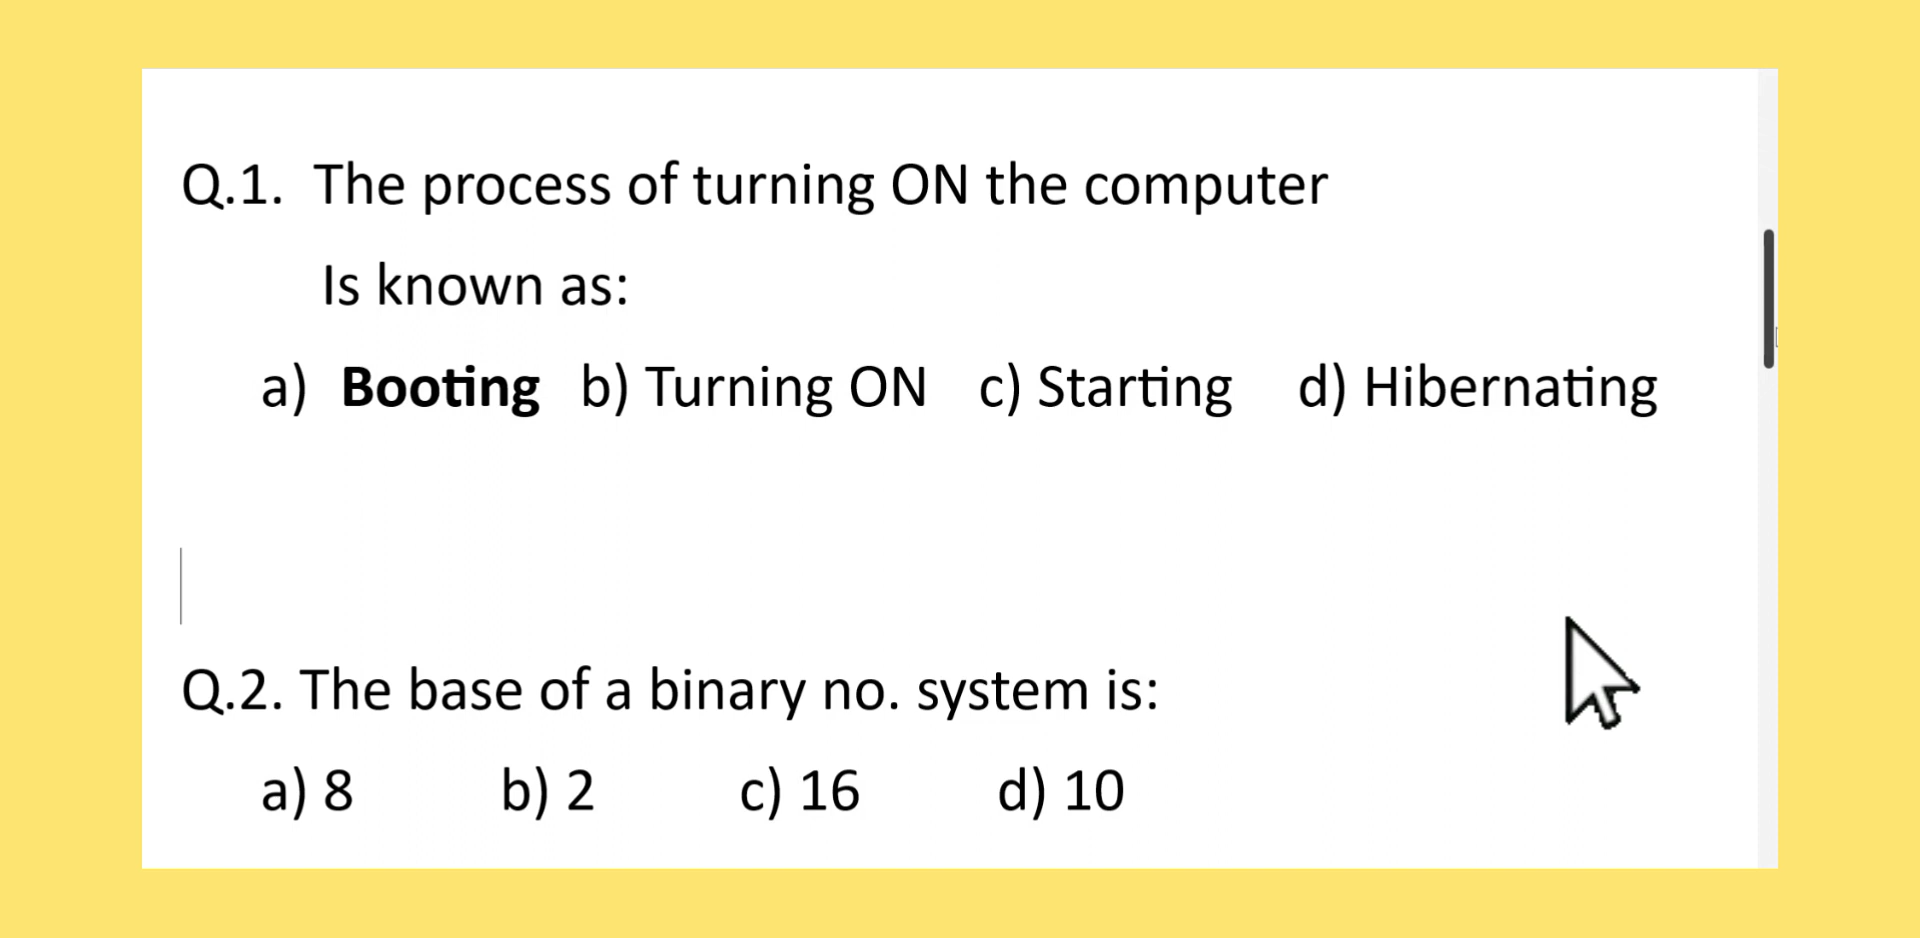 Q.1. The process of turning ON the computer
Is known as:
a) Booting b) Turning ON c) Starting d) Hibernating
Q.2. The base of a binary no. system is:
a) 8 b) 2 c) 16 d) 10